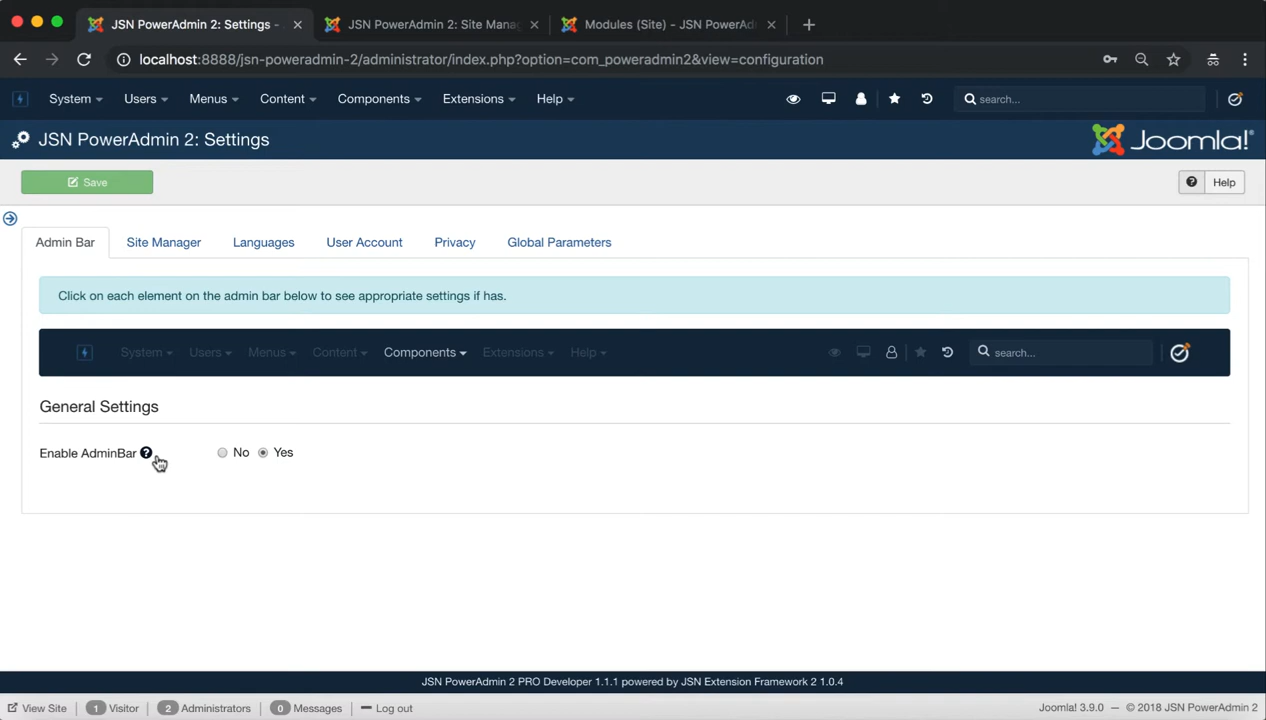 JSN PowerAdmin 2: Settings -
JSN PowerAdmin 2: Site Mana
Modules (Site) - JSN PowerAd
localhost:8888/jsn-poweradmin-2/administrator/index.php?option=com_poweradmin2&view=configuration
System Users Menus Content Components Extensions Help search...
JSN PowerAdmin 2: Settings
Joomla!®
Save
Help
Admin Bar Site Manager Languages User Account Privacy Global Parameters
Click on each element on the admin bar below to see appropriate settings if has.
System Users Menus Content Components Extensions Help search...
General Settings
Enable AdminBar ? No Yes
JSN PowerAdmin 2 PRO Developer 1.1.1 powered by JSN Extension Framework 2 1.0.4
View Site 1 Visitor 2 Administrators 0 Messages Log out Joomla! 3.9.0 — © 2018 JSN PowerAdmin 2